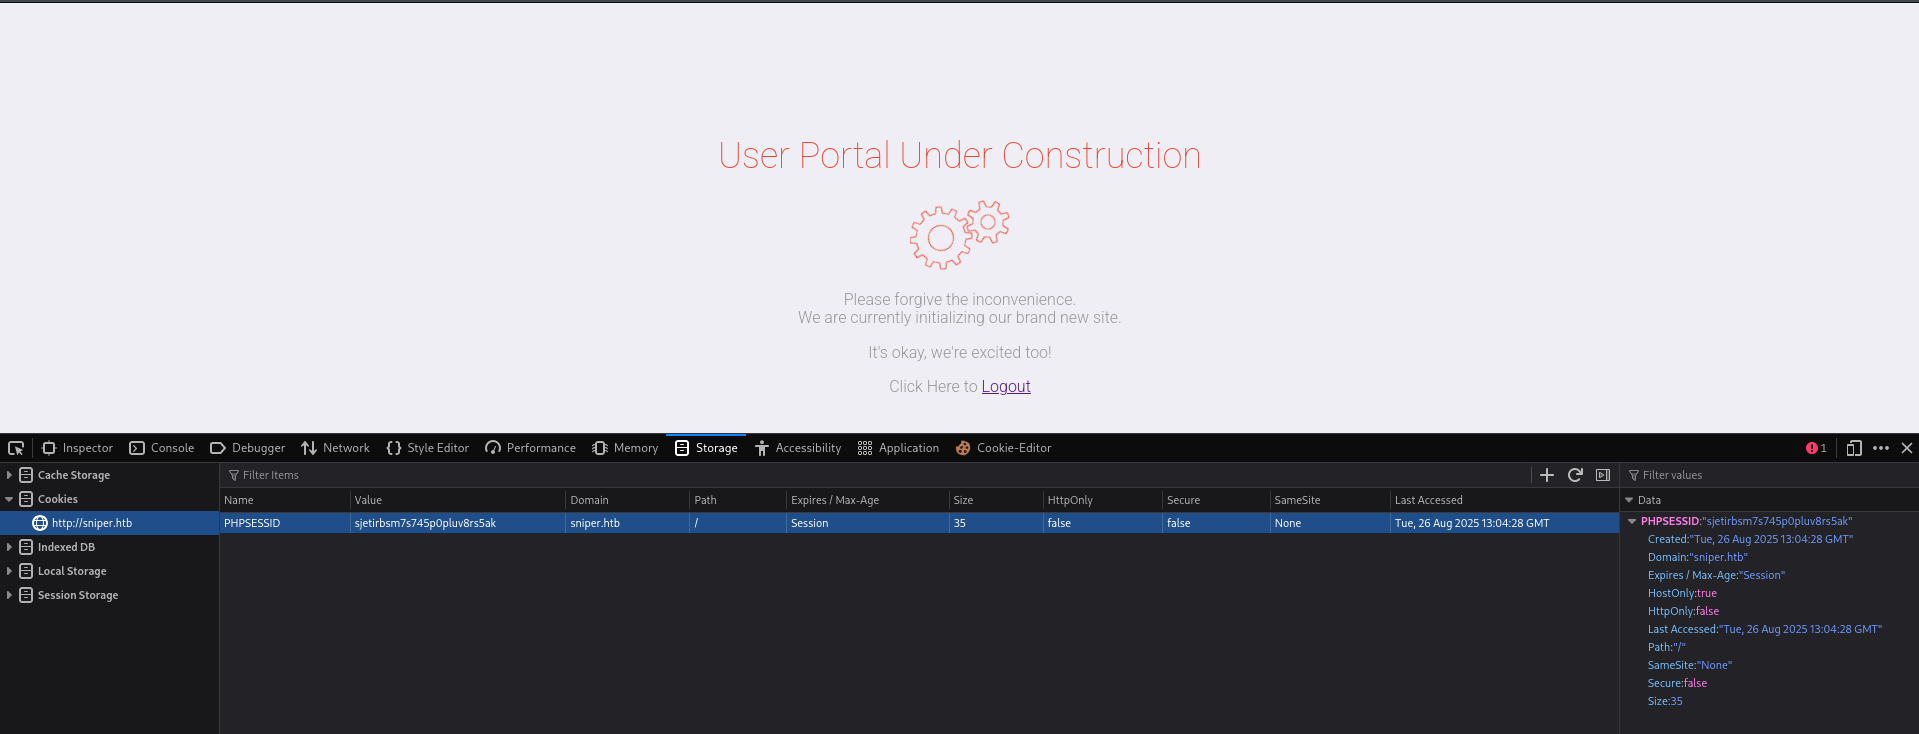 User Portal Under Construction
Please forgive the inconvenience.
We are currently initializing our brand new site.
It's okay, we're excited too!
Click Here to Logout
Inspector Console Debugger Network Style Editor Performance Memory Storage Accessibility Application Cookie-Editor 1
Cache Storage
Cookies
http://sniper.htb
Indexed DB
Local Storage
Session Storage
Filter Items
Name Value Domain Path Expires / Max-Age Size HttpOnly Secure SameSite Last Accessed
PHPSESSID sjetirbsm7s745p0pluv8rs5ak sniper.htb / Session 35 false false None Tue, 26 Aug 2025 13:04:28 GMT
Filter values
Data
PHPSESSID:"sjetirbsm7s745p0pluv8rs5ak"
Created:"Tue, 26 Aug 2025 13:04:28 GMT"
Domain:"sniper.htb"
Expires / Max-Age:"Session"
HostOnly:true
HttpOnly:false
Last Accessed:"Tue, 26 Aug 2025 13:04:28 GMT"
Path:"/"
SameSite:"None"
Secure:false
Size:35